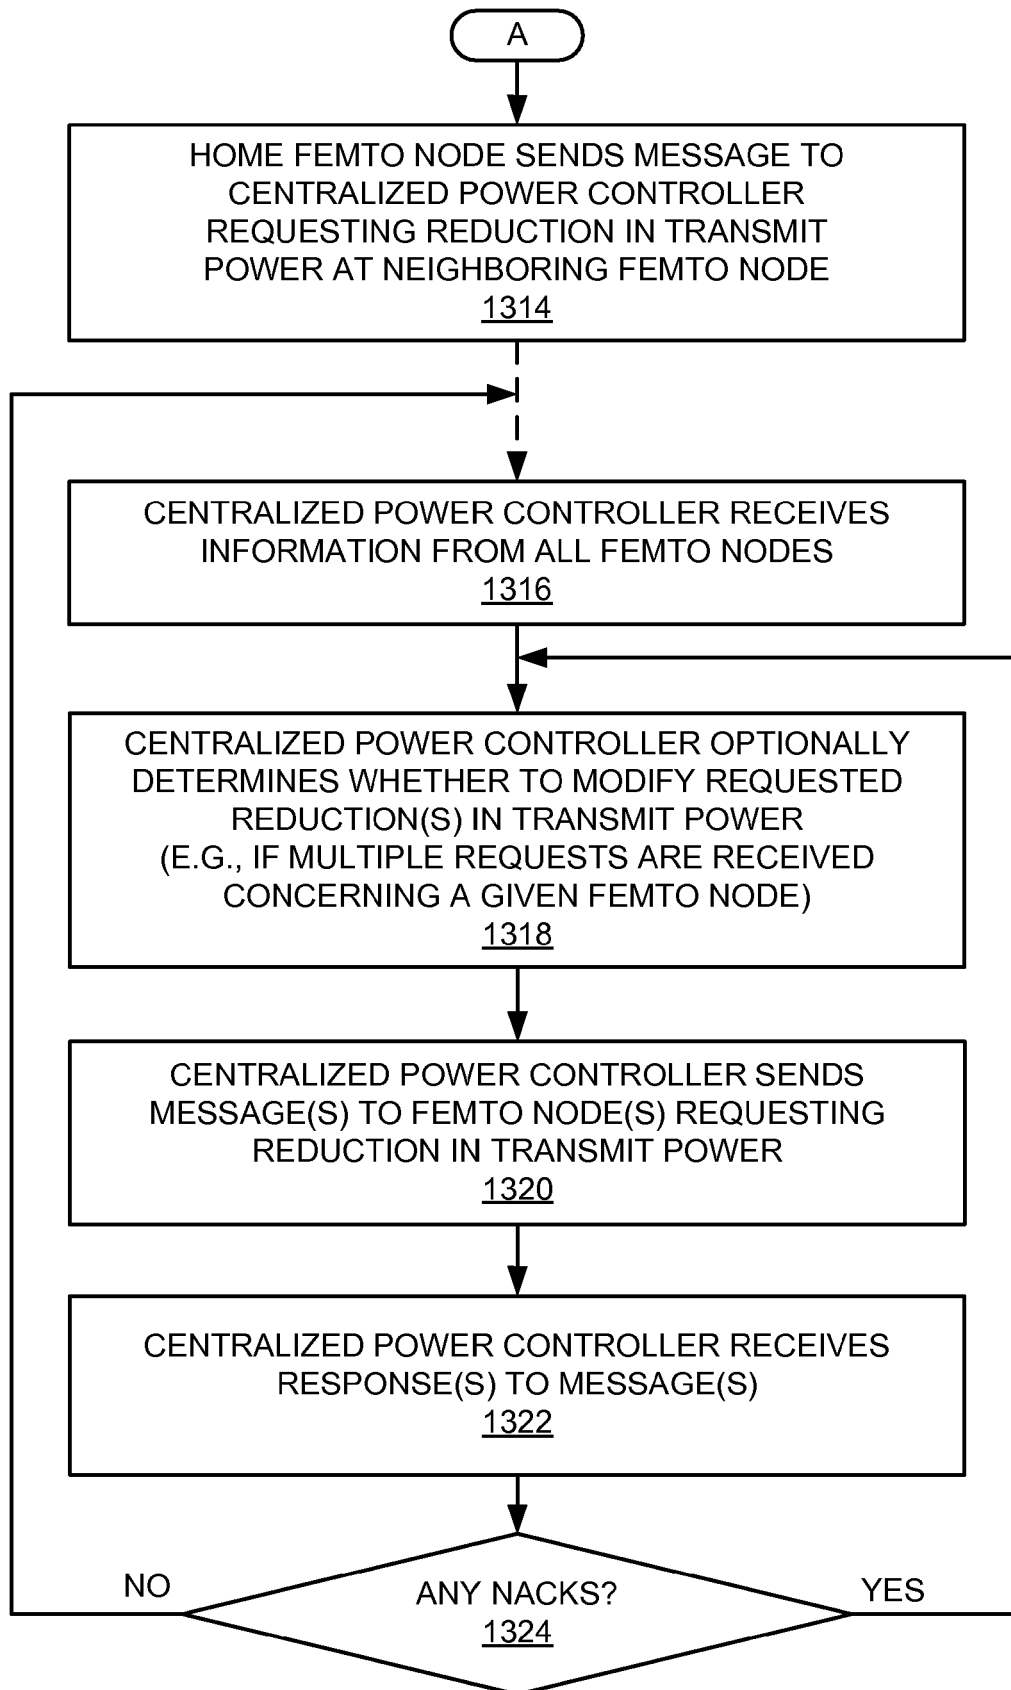 A
HOME FEMTO NODE SENDS MESSAGE TO
CENTRALIZED POWER CONTROLLER
REQUESTING REDUCTION IN TRANSMIT
POWER AT NEIGHBORING FEMTO NODE
1314
CENTRALIZED POWER CONTROLLER RECEIVES
INFORMATION FROM ALL FEMTO NODES
1316
CENTRALIZED POWER CONTROLLER OPTIONALLY
DETERMINES WHETHER TO MODIFY REQUESTED
REDUCTION(S) IN TRANSMIT POWER
(E.G., IF MULTIPLE REQUESTS ARE RECEIVED
CONCERNING A GIVEN FEMTO NODE)
1318
CENTRALIZED POWER CONTROLLER SENDS
MESSAGE(S) TO FEMTO NODE(S) REQUESTING
REDUCTION IN TRANSMIT POWER
1320
CENTRALIZED POWER CONTROLLER RECEIVES
RESPONSE(S) TO MESSAGE(S)
1322
NO
ANY NACKS?
YES
1324